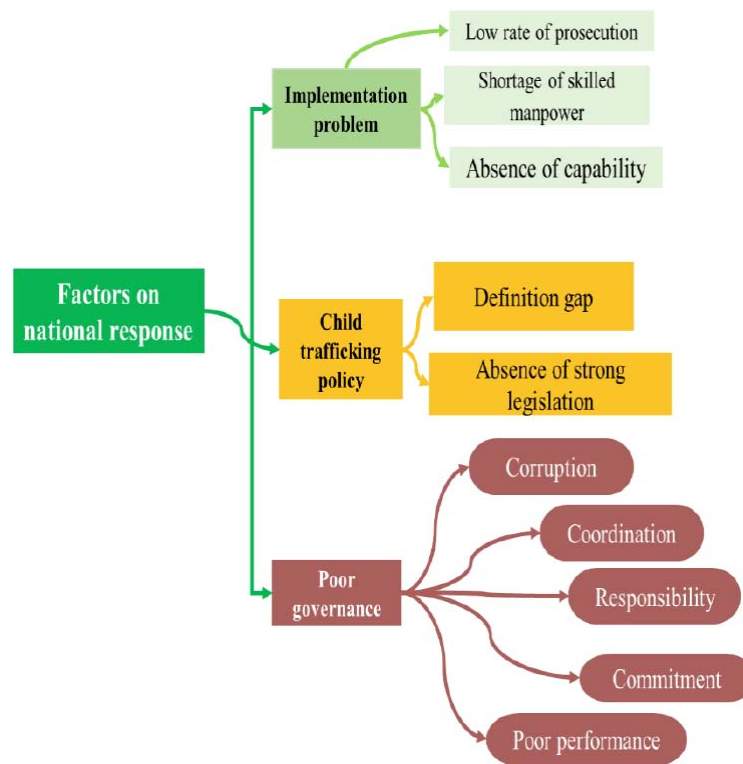 Factors on
national response
Implementation
problem
Low rate of prosecution
Shortage of skilled
manpower
Absence of capability
Child
trafficking
policy
Definition gap
Absence of strong
legislation
Poor
governance
Corruption
Coordination
Responsibility
Commitment
Poor performance